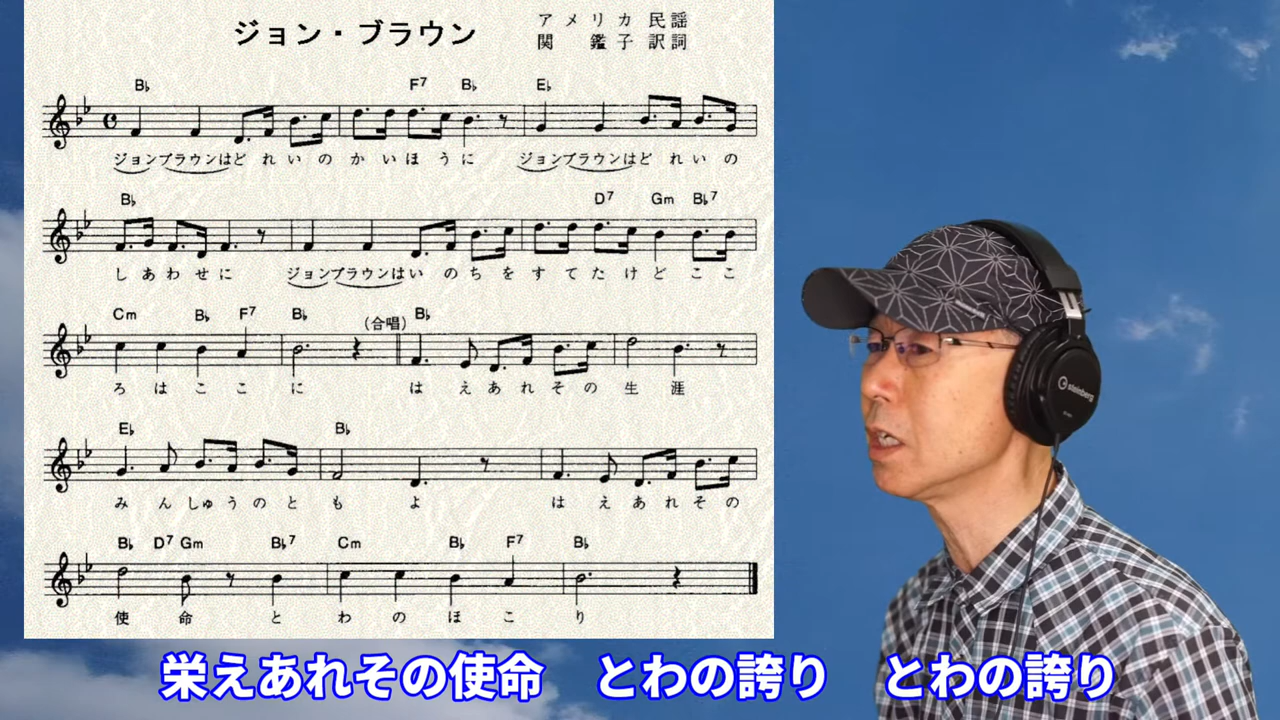 ジョン・ブラウン
アメリカ民謡
関　鑑子 訳詞
B♭ F7 B♭ E♭
ジョンブラウンはどれいのかいほうに ジョンブラウンはどれいの
B♭ D7 Gm B♭7
しあわせに ジョンブラウンはいのちをすてたけどここ
Cm B♭ F7 B♭ (合唱) B♭
ろはここに はえあれその生涯
E♭ B♭
みんしゅうのともよ はえあれその
B♭ D7 Gm B♭7 Cm B♭ F7 B♭
使命 とわのほこり
steinberg
栄えあれその使命　とわの誇り　とわの誇り